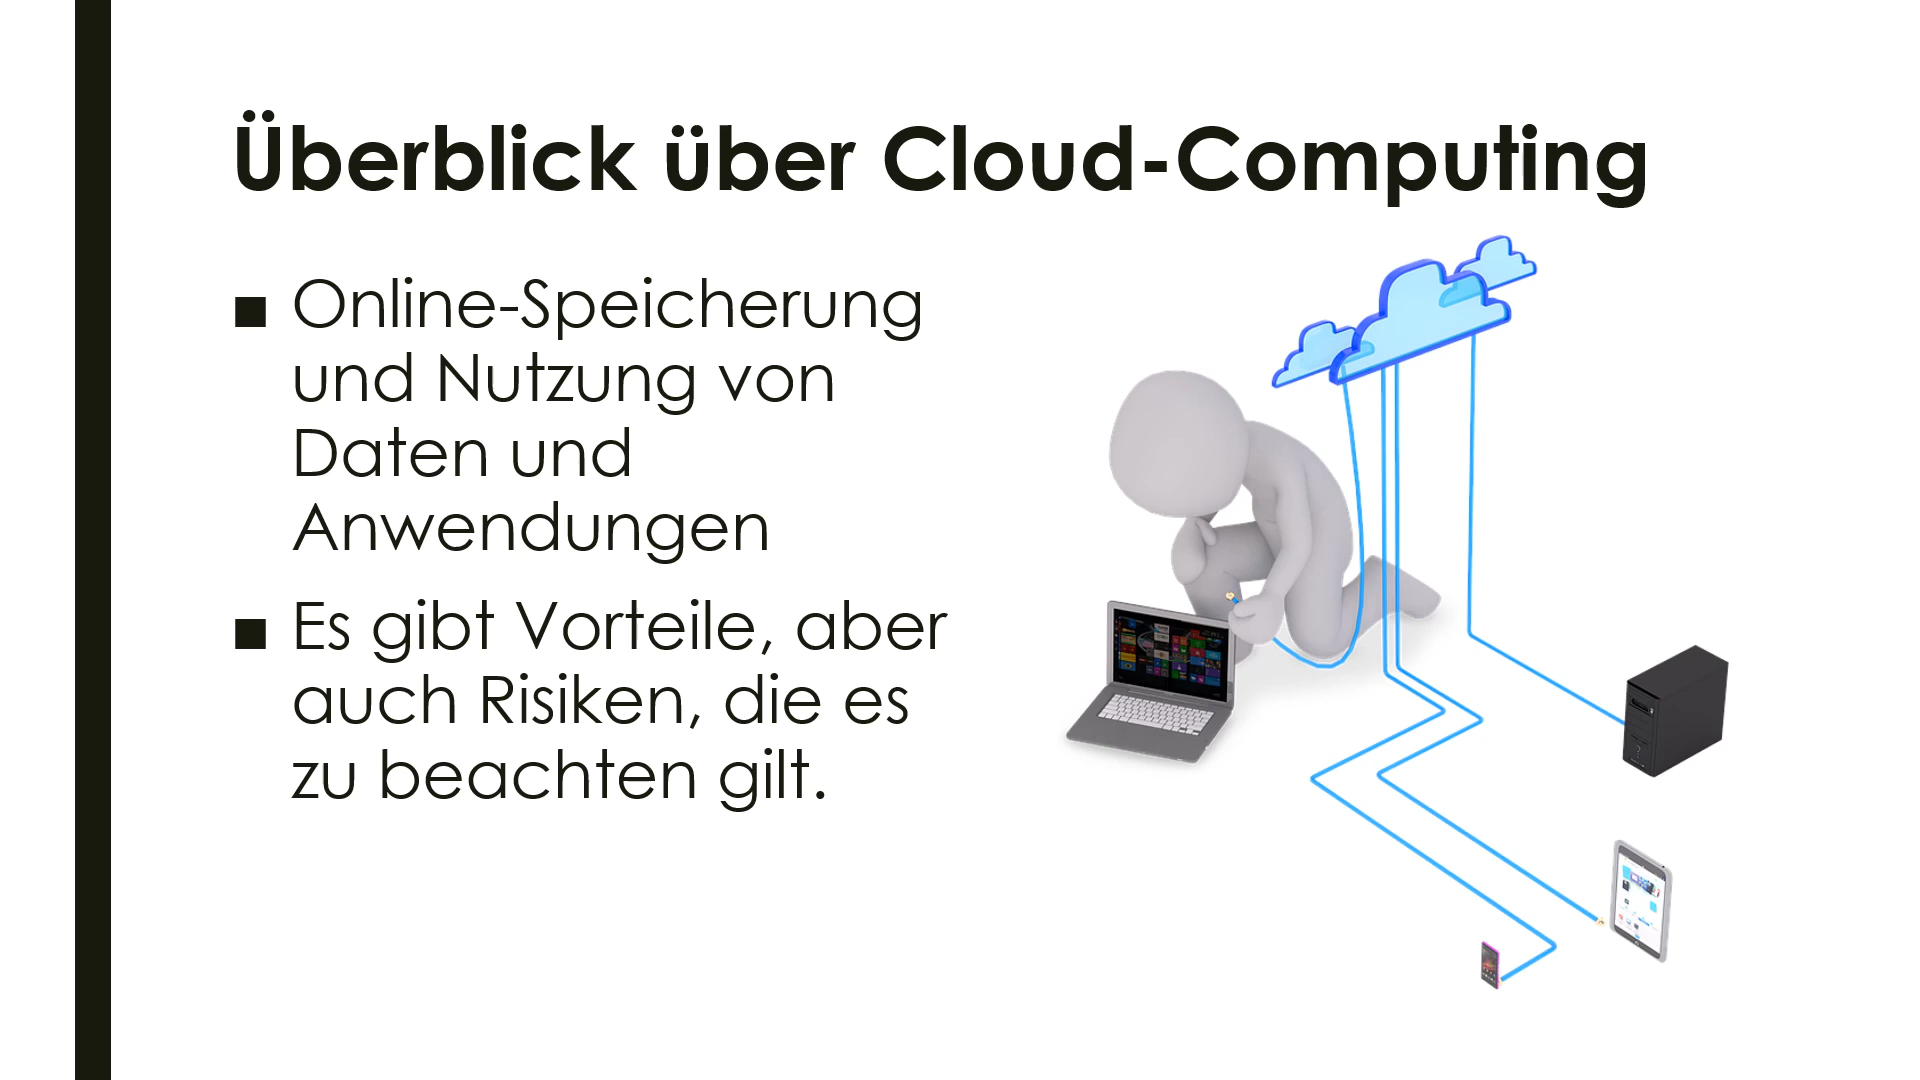 Überblick über Cloud-Computing
■ Online-Speicherung
und Nutzung von
Daten und
Anwendungen
■ Es gibt Vorteile, aber
auch Risiken, die es
zu beachten gilt.